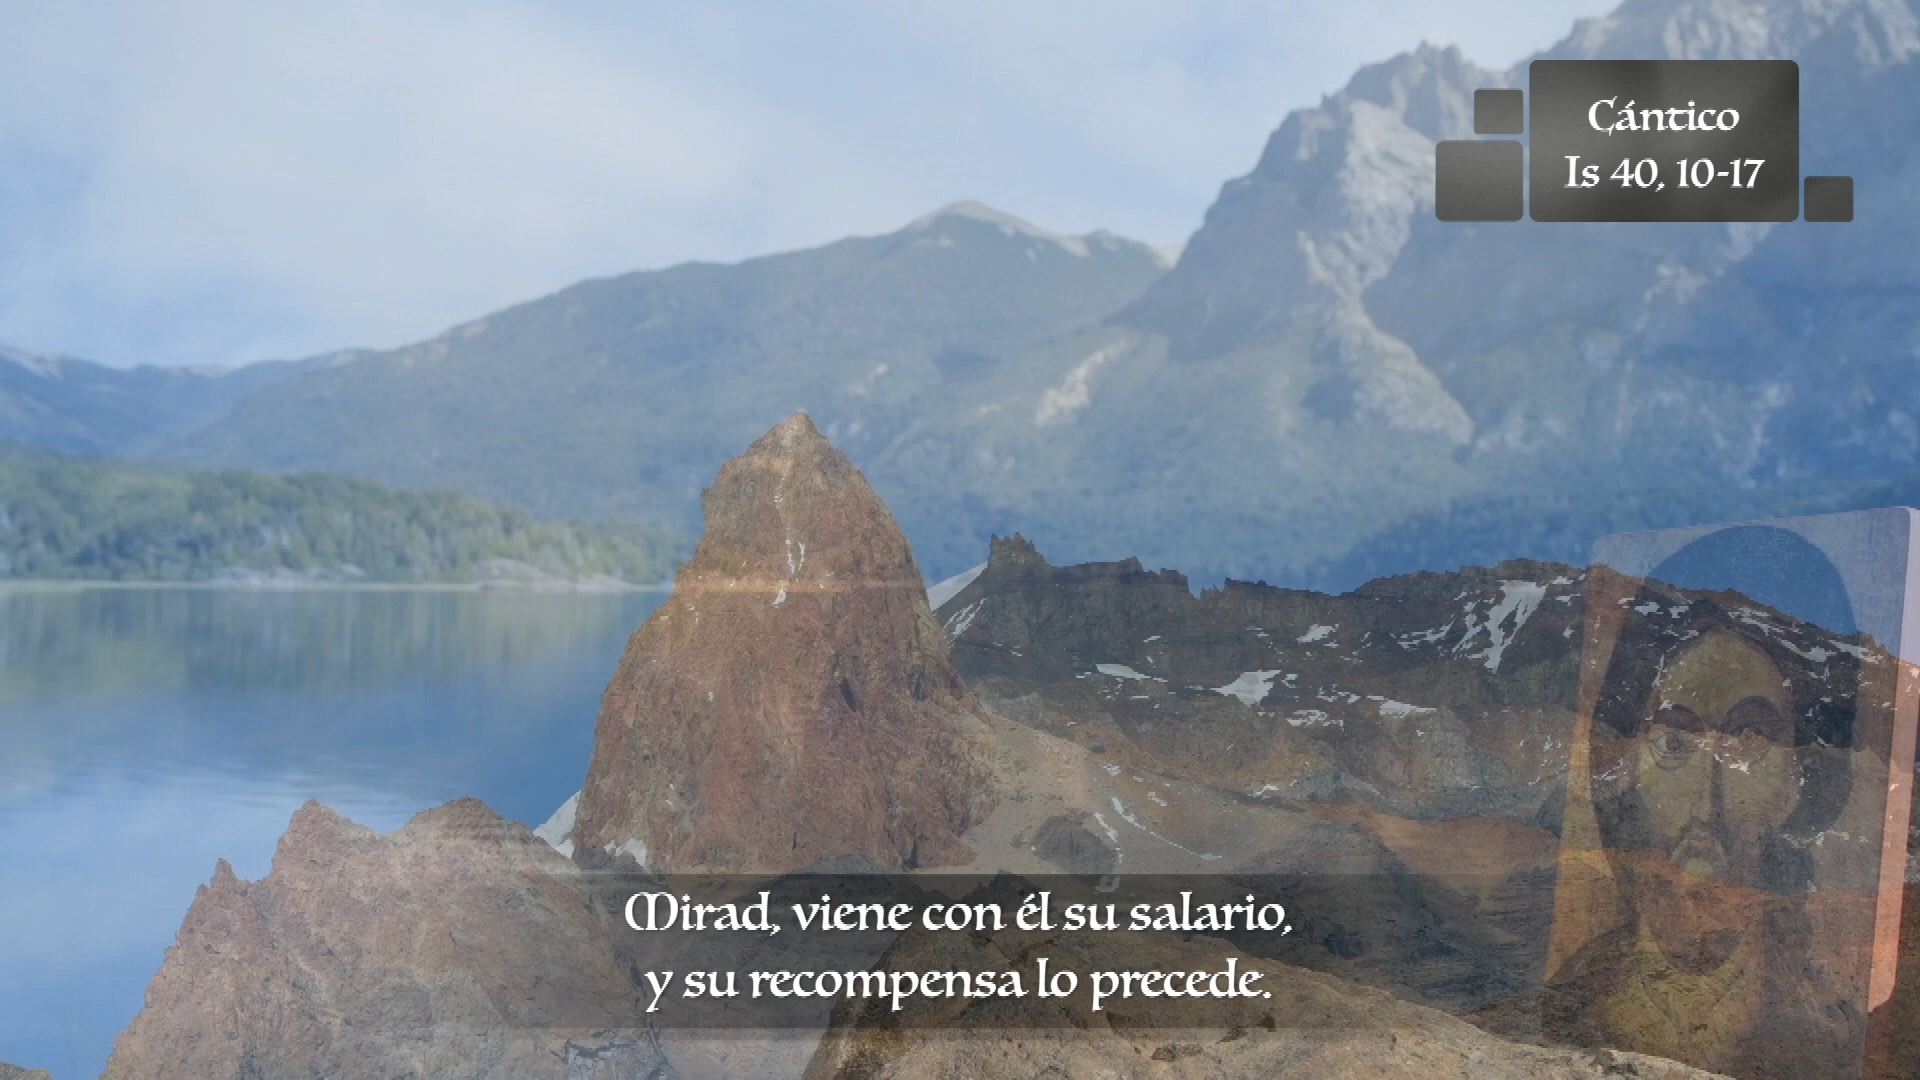 Cántico
Is 40, 10-17
Mirad, viene con él su salario,
y su recompensa lo precede.